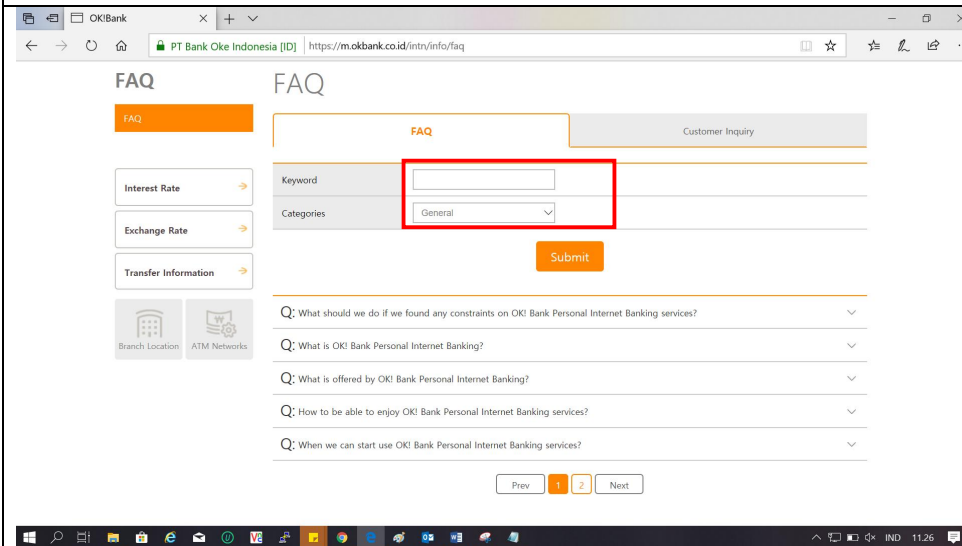 OK!Bank
PT Bank Oke Indonesia [ID] https://m.okbank.co.id/intn/info/faq
FAQ
FAQ
Interest Rate
Exchange Rate
Transfer Information
Branch Location
ATM Networks
FAQ
FAQ
Customer Inquiry
Keyword
Categories
General
Submit
Q: What should we do if we found any constraints on OK! Bank Personal Internet Banking services?
Q: What is OK! Bank Personal Internet Banking?
Q: What is offered by OK! Bank Personal Internet Banking?
Q: How to be able to enjoy OK! Bank Personal Internet Banking services?
Q: When we can start use OK! Bank Personal Internet Banking services?
Prev 1 2 Next
IND 11.26